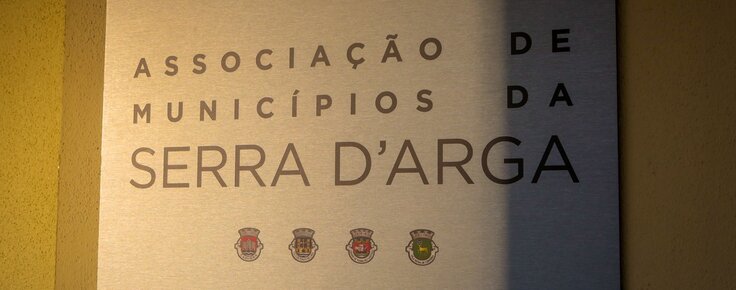 ASSOCIAÇÃO DE
MUNICÍPIOS DA
SERRA D'ARGA